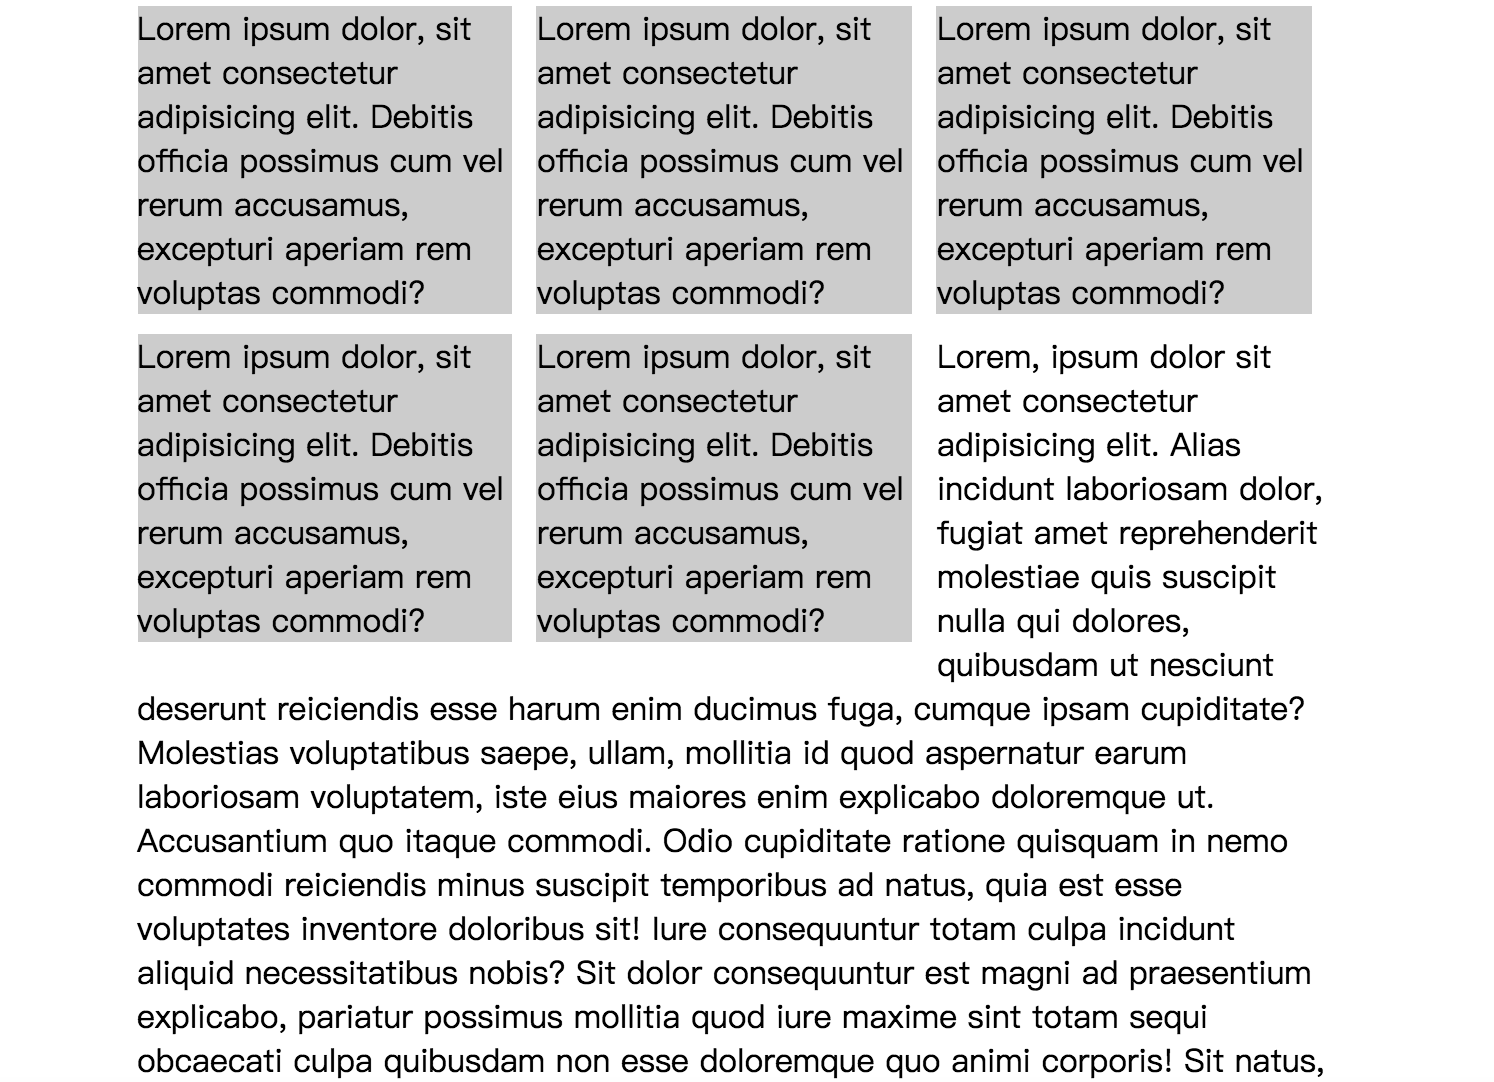 Lorem ipsum dolor, sit
amet consectetur
adipisicing elit. Debitis
officia possimus cum vel
rerum accusamus,
excepturi aperiam rem
voluptas commodi?
Lorem ipsum dolor, sit
amet consectetur
adipisicing elit. Debitis
officia possimus cum vel
rerum accusamus,
excepturi aperiam rem
voluptas commodi?
Lorem ipsum dolor, sit
amet consectetur
adipisicing elit. Debitis
officia possimus cum vel
rerum accusamus,
excepturi aperiam rem
voluptas commodi?
Lorem ipsum dolor, sit
amet consectetur
adipisicing elit. Debitis
officia possimus cum vel
rerum accusamus,
excepturi aperiam rem
voluptas commodi?
Lorem ipsum dolor, sit
amet consectetur
adipisicing elit. Debitis
officia possimus cum vel
rerum accusamus,
excepturi aperiam rem
voluptas commodi?
Lorem, ipsum dolor sit
amet consectetur
adipisicing elit. Alias
incidunt laboriosam dolor,
fugiat amet reprehenderit
molestiae quis suscipit
nulla qui dolores,
quibusdam ut nesciunt
deserunt reiciendis esse harum enim ducimus fuga, cumque ipsam cupiditate?
Molestias voluptatibus saepe, ullam, mollitia id quod aspernatur earum
laboriosam voluptatem, iste eius maiores enim explicabo doloremque ut.
Accusantium quo itaque commodi. Odio cupiditate ratione quisquam in nemo
commodi reiciendis minus suscipit temporibus ad natus, quia est esse
voluptates inventore doloribus sit! Iure consequuntur totam culpa incidunt
aliquid necessitatibus nobis? Sit dolor consequuntur est magni ad praesentium
explicabo, pariatur possimus mollitia quod iure maxime sint totam sequi
obcaecati culpa quibusdam non esse doloremque quo animi corporis! Sit natus,